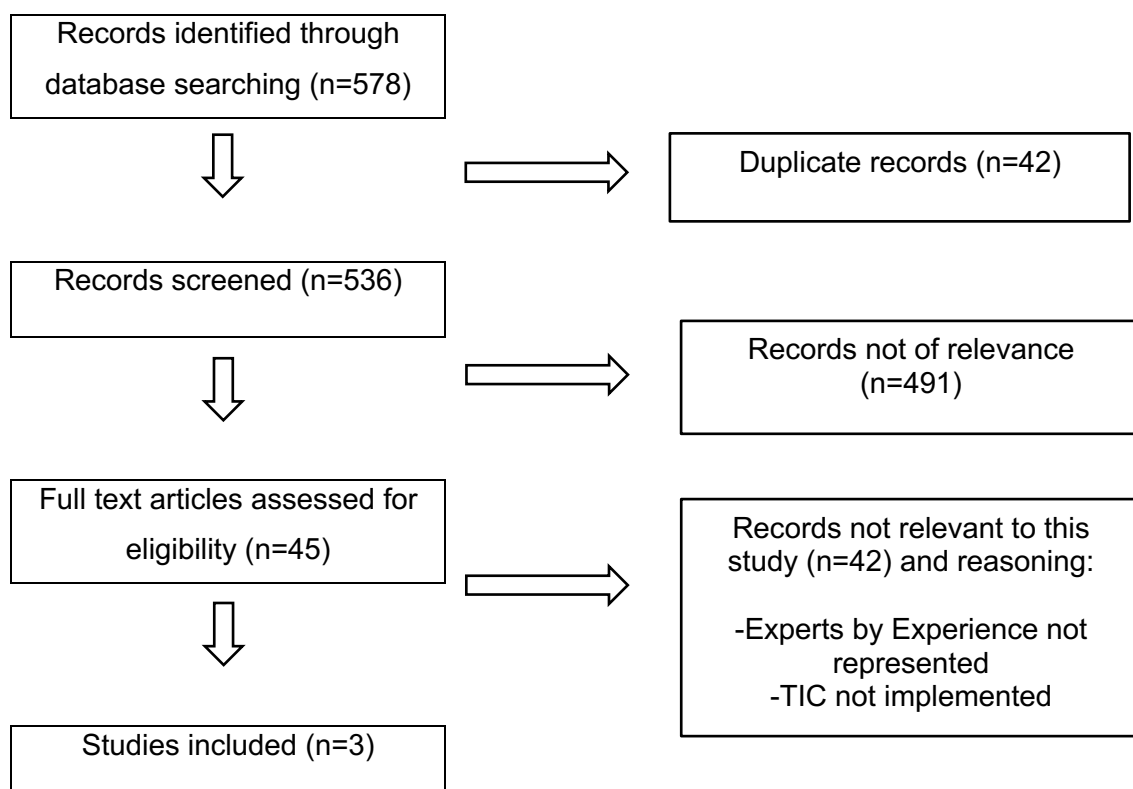 Records identified through
database searching (n=578)
Duplicate records (n=42)
Records screened (n=536)
Records not of relevance
(n=491)
Full text articles assessed for
eligibility (n=45)
Records not relevant to this
study (n=42) and reasoning:
-Experts by Experience not
represented
-TIC not implemented
Studies included (n=3)